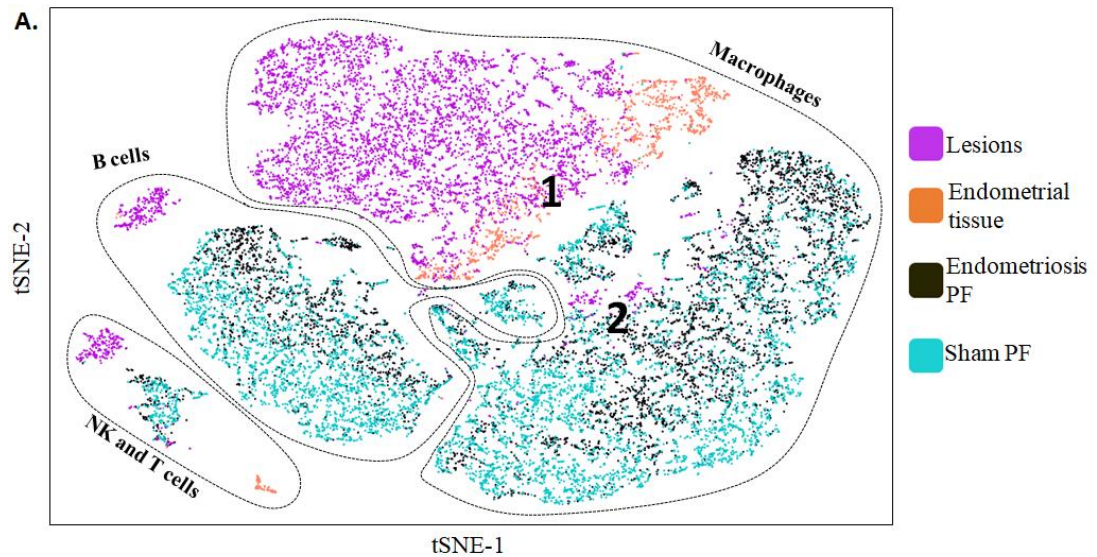 A.
Macrophages
B cells
1
2
NK and T cells
tSNE-2
tSNE-1
Lesions
Endometrial
tissue
Endometriosis
PF
Sham PF